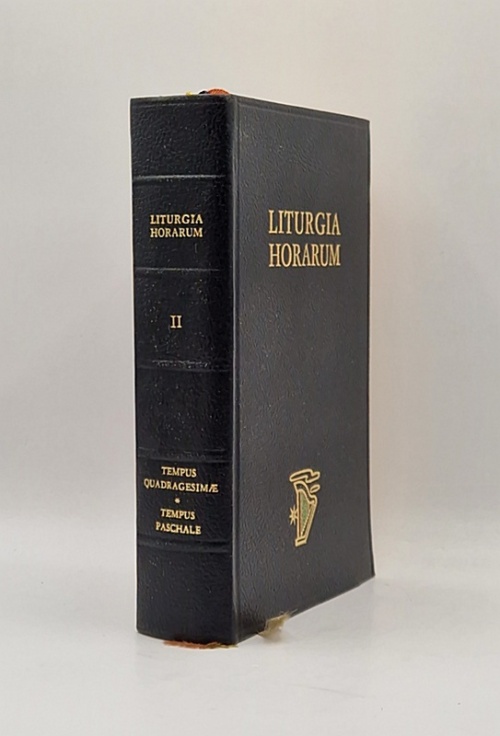 LITURGIA
HORARUM
II
TEMPUS
QUADRAGESIMÆ
*
TEMPUS
PASCHALE
LITURGIA
HORARUM